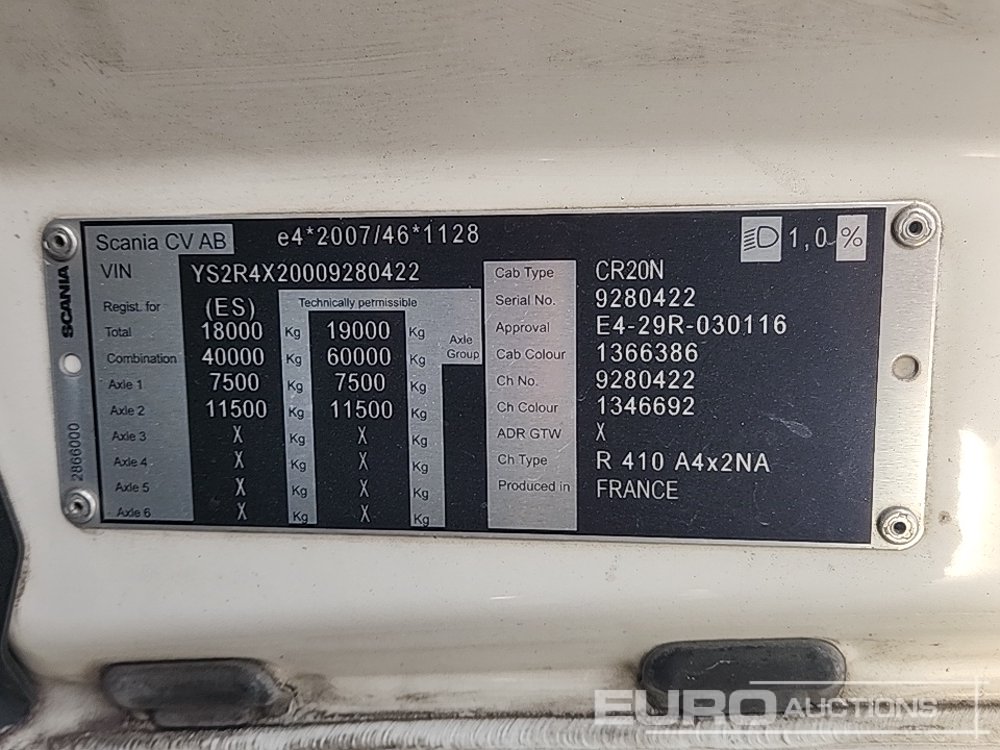 Scania CV AB e4*2007/46*1128 1,0 %
VIN YS2R4X20009280422
Regist. for (ES) Technically permissible
Total 18000 Kg 19000 Kg Axle Group
Combination 40000 Kg 60000 Kg
Axle 1 7500 Kg 7500 Kg
Axle 2 11500 Kg 11500 Kg
Axle 3 X Kg X Kg
Axle 4 X Kg X Kg
Axle 5 X Kg X Kg
Axle 6 X Kg X Kg
Cab Type CR20N
Serial No. 9280422
Approval E4-29R-030116
Cab Colour 1366386
Ch No. 9280422
Ch Colour 1346692
ADR GTW X
Ch Type R 410 A4x2NA
Produced in FRANCE
SCANIA
2866000
EURO AUCTIONS